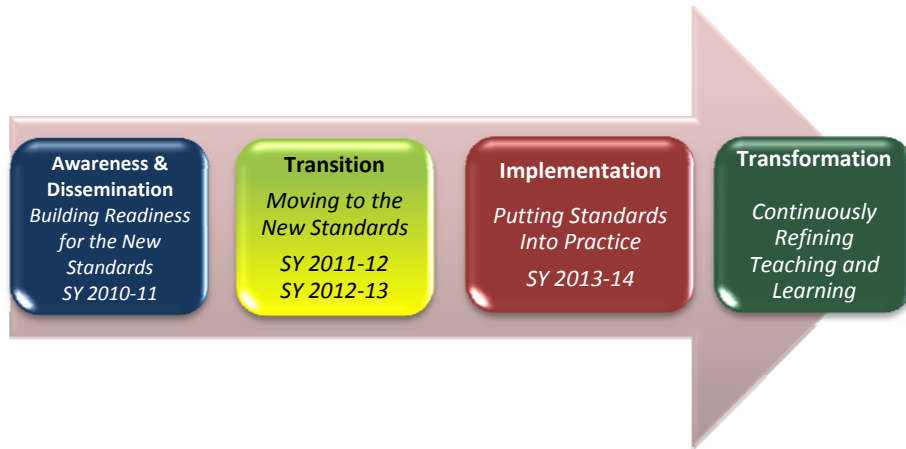 Awareness &
Dissemination
Building Readiness
for the New
Standards
SY 2010-11
Transition
Moving to the
New Standards
SY 2011-12
SY 2012-13
Implementation
Putting Standards
Into Practice
SY 2013-14
Transformation
Continuously
Refining
Teaching and
Learning